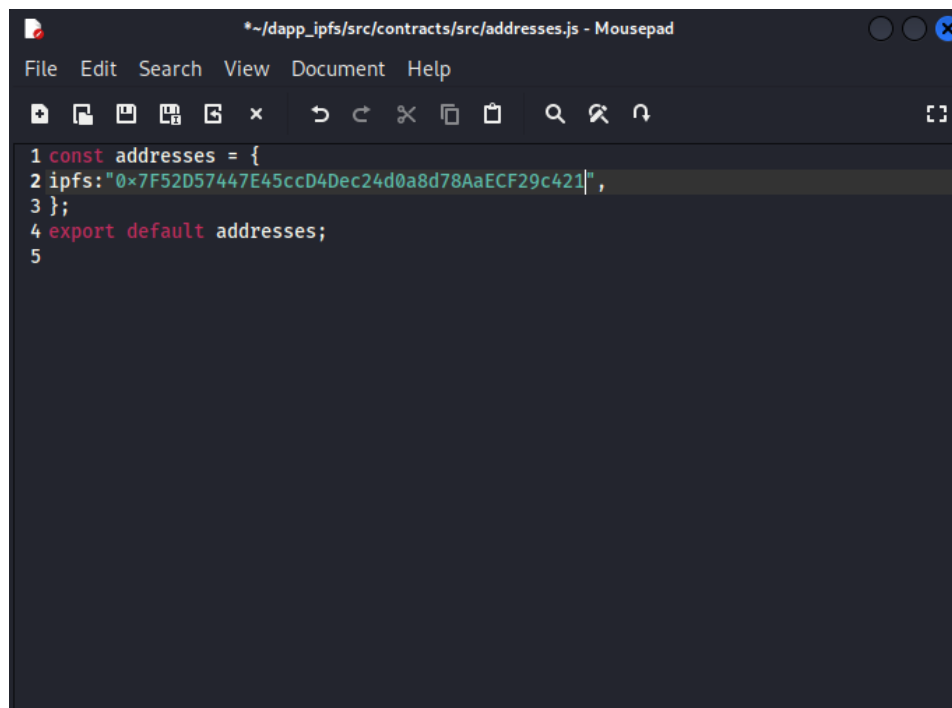 *~/dapp_ipfs/src/contracts/src/addresses.js - Mousepad
File Edit Search View Document Help
1 const addresses = {
2 ipfs:"0x7F52D57447E45ccD4Dec24d0a8d78AaECF29c421",
3 };
4 export default addresses;
5